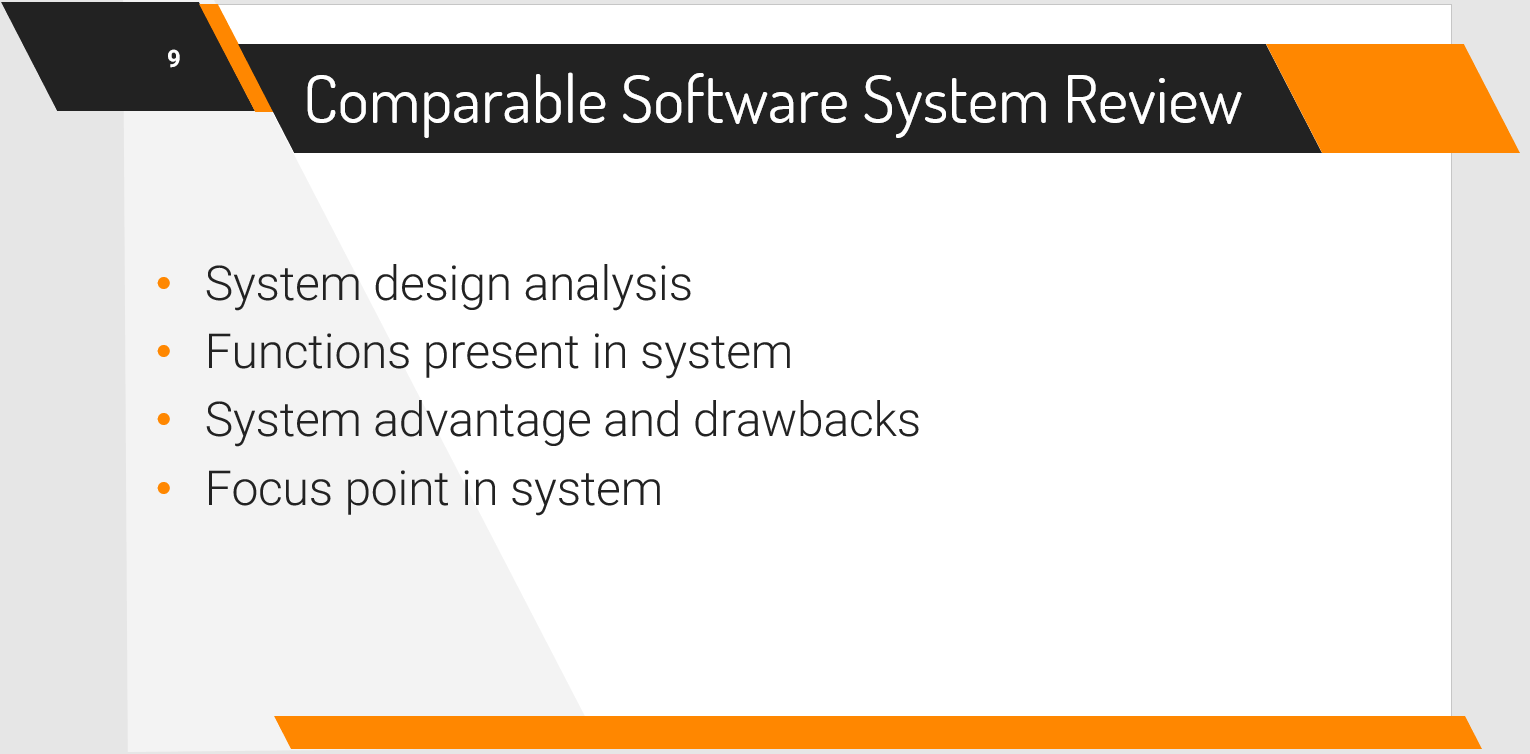 9
Comparable Software System Review
• System design analysis
• Functions present in system
• System advantage and drawbacks
• Focus point in system